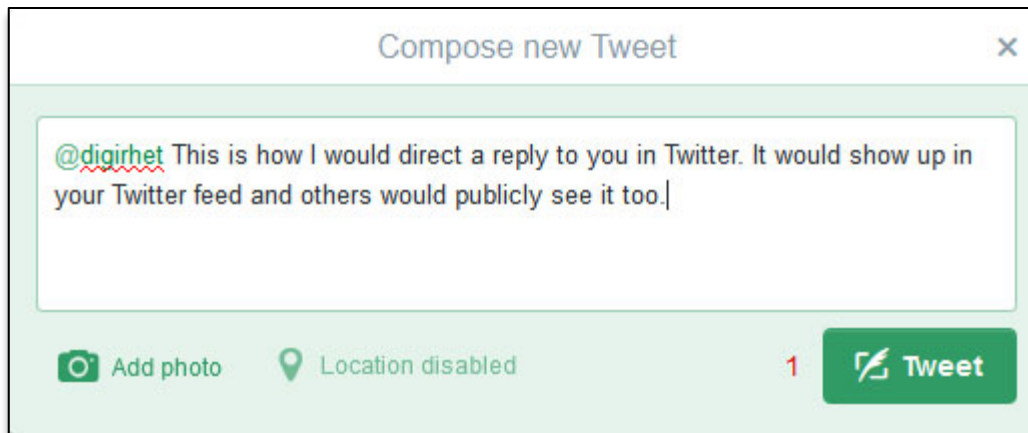 Compose new Tweet ×
@digirhet This is how I would direct a reply to you in Twitter. It would show up in
your Twitter feed and others would publicly see it too.
Add photo Location disabled 1 Tweet